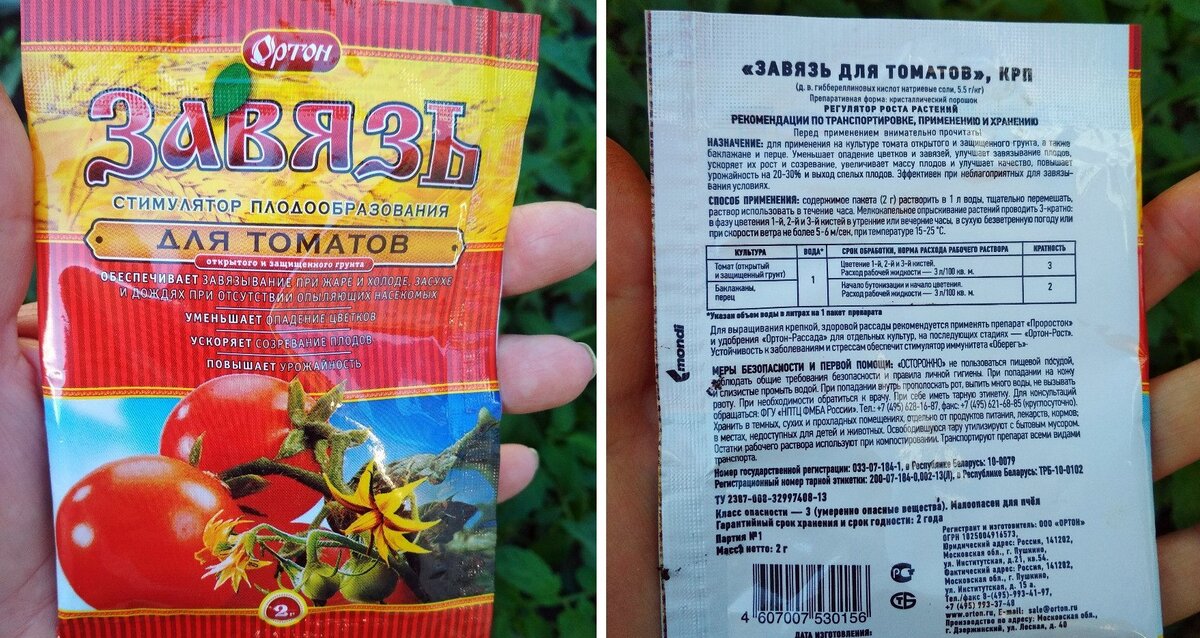 Ортон
ЗАВЯЗЬ
СТИМУЛЯТОР ПЛОДООБРАЗОВАНИЯ
ДЛЯ ТОМАТОВ
открытого и защищенного грунта
ОБЕСПЕЧИВАЕТ ЗАВЯЗЫВАНИЕ ПРИ ЖАРЕ И ХОЛОДЕ, ЗАСУХЕ
И ДОЖДЯХ ПРИ ОТСУТСТВИИ ОПЫЛЯЮЩИХ НАСЕКОМЫХ
УМЕНЬШАЕТ ОПАДЕНИЕ ЦВЕТКОВ
УСКОРЯЕТ СОЗРЕВАНИЕ ПЛОДОВ
ПОВЫШАЕТ УРОЖАЙНОСТЬ
2 г
«ЗАВЯЗЬ ДЛЯ ТОМАТОВ», КРП
(д. в. гиббереллиновых кислот натриевые соли, 5.5 г/кг)
Препаративная форма: кристаллический порошок
РЕГУЛЯТОР РОСТА РАСТЕНИЙ
РЕКОМЕНДАЦИИ ПО ТРАНСПОРТИРОВКЕ, ПРИМЕНЕНИЮ И ХРАНЕНИЮ
Перед применением внимательно прочитать!
НАЗНАЧЕНИЕ: для применения на культуре томата открытого и защищенного грунта, а также
баклажане и перце. Уменьшает опадение цветков и завязей, улучшает завязывание плодов,
ускоряет их рост и созревание, увеличивает массу плодов и улучшает качество, повышает
урожайность на 20-30% и выход спелых плодов. Эффективен при неблагоприятных для завязы-
вания условиях.
СПОСОБ ПРИМЕНЕНИЯ: содержимое пакета (2 г) растворить в 1 л воды, тщательно перемешать,
раствор использовать в течение часа. Мелкокапельное опрыскивание растений проводить 3-кратно:
в фазу цветения 1-й, 2-й и 3-й кистей в утренние или вечерние часы, в сухую безветренную погоду или
при скорости ветра не более 5-6 м/сек, при температуре 15-25 °С.
КУЛЬТУРА ВОДА* СРОК ОБРАБОТКИ, НОРМА РАСХОДА РАБОЧЕГО РАСТВОРА КРАТНОСТЬ
Томат (открытый
и защищенный грунт)
1
Цветение 1-й, 2-й и 3-й кистей.
Расход рабочей жидкости — 3 л/100 кв. м.
3
Баклажаны,
перец
Начало бутонизации и начало цветения.
Расход рабочей жидкости — 3 л/100 кв. м.
2
*Указан объем воды в литрах на 1 пакет препарата
Для выращивания крепкой, здоровой рассады рекомендуется применять препарат «Проросток»
и удобрения «Ортон-Рассада» для отдельных культур, на последующих стадиях — «Ортон-Рост».
Устойчивость к заболеваниям и стрессам обеспечит стимулятор иммунитета «Оберегъ».
mondi
МЕРЫ БЕЗОПАСНОСТИ И ПЕРВОЙ ПОМОЩИ: «ОСТОРОЖНО» не пользоваться пищевой посудой,
соблюдать общие требования безопасности и правила личной гигиены. При попадании на кожу
и слизистые промыть водой. При попадании внутрь прополоскать рот, выпить много воды, не вызывать
рвоту. При необходимости обратиться к врачу. При себе иметь тарную этикетку. Для консультаций
обращаться: ФГУ «НПТЦ ФМБА России». Тел.: +7 (495) 628-16-87, факс: +7 (495) 621-68-85 (круглосуточно).
Хранить в темных, сухих и прохладных помещениях, отдельно от продуктов питания, лекарств, кормов;
в местах, недоступных для детей и животных. Освободившуюся тару утилизируют с бытовым мусором.
Остатки рабочего раствора используют при компостировании. Транспортируют препарат всеми видами
транспорта.
Номер государственной регистрации: 033-07-184-1, в Республике Беларусь: 10-0079
Регистрационный номер тарной этикетки: 200-07-184-0,002-13(Л), в Республике Беларусь: ТРБ-10-0102
ТУ 2387-008-32997408-13
Класс опасности — 3 (умеренно опасные вещества). Малоопасен для пчёл
Гарантийный срок хранения и срок годности: 2 года
Партия №1
Масса нетто: 2 г
4 607007 530156
ДАТА ИЗГОТОВЛЕНИЯ:
Регистрант и изготовитель: ООО «ОРТОН»
ОГРН 1025004916573,
Юридический адрес: Россия, 141202,
Московская обл., г. Пушкино,
ул. Институтская, д.21, кв.54.
Фактический адрес: Россия, 141202,
Московская обл., г. Пушкино,
ул. Институтская, д. 15 а.
Тел./факс 8-(495)-993-41-97,
+7 (495) 993-37-48
www.orton.ru, E-mail: sale@orton.ru
Производство по адресу: Московская обл.,
г. Дзержинский, ул. Лесная, д. 40